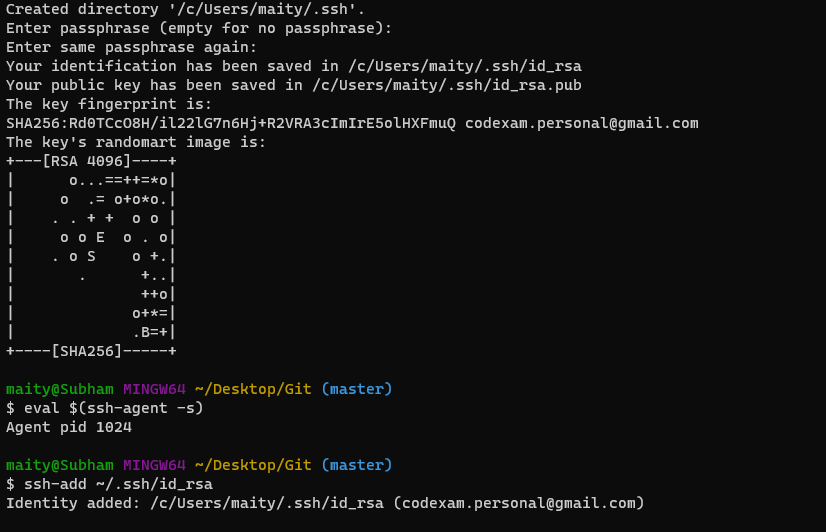 Created directory '/c/Users/maity/.ssh'.
Enter passphrase (empty for no passphrase):
Enter same passphrase again:
Your identification has been saved in /c/Users/maity/.ssh/id_rsa
Your public key has been saved in /c/Users/maity/.ssh/id_rsa.pub
The key fingerprint is:
SHA256:Rd0TCcO8H/il22lG7n6Hj+R2VRA3cImIrE5olHXFmuQ codexam.personal@gmail.com
The key's randomart image is:
+---[RSA 4096]----+
|      o...==++=*o|
|     o  .= o+o*o.|
|    . . + +  o o |
|     o o E  o . o|
|    . o S    o +.|
|       .      +..|
|              ++o|
|             o+*=|
|             .B=+|
+----[SHA256]-----+

maity@Subham MINGW64 ~/Desktop/Git (master)
$ eval $(ssh-agent -s)
Agent pid 1024

maity@Subham MINGW64 ~/Desktop/Git (master)
$ ssh-add ~/.ssh/id_rsa
Identity added: /c/Users/maity/.ssh/id_rsa (codexam.personal@gmail.com)